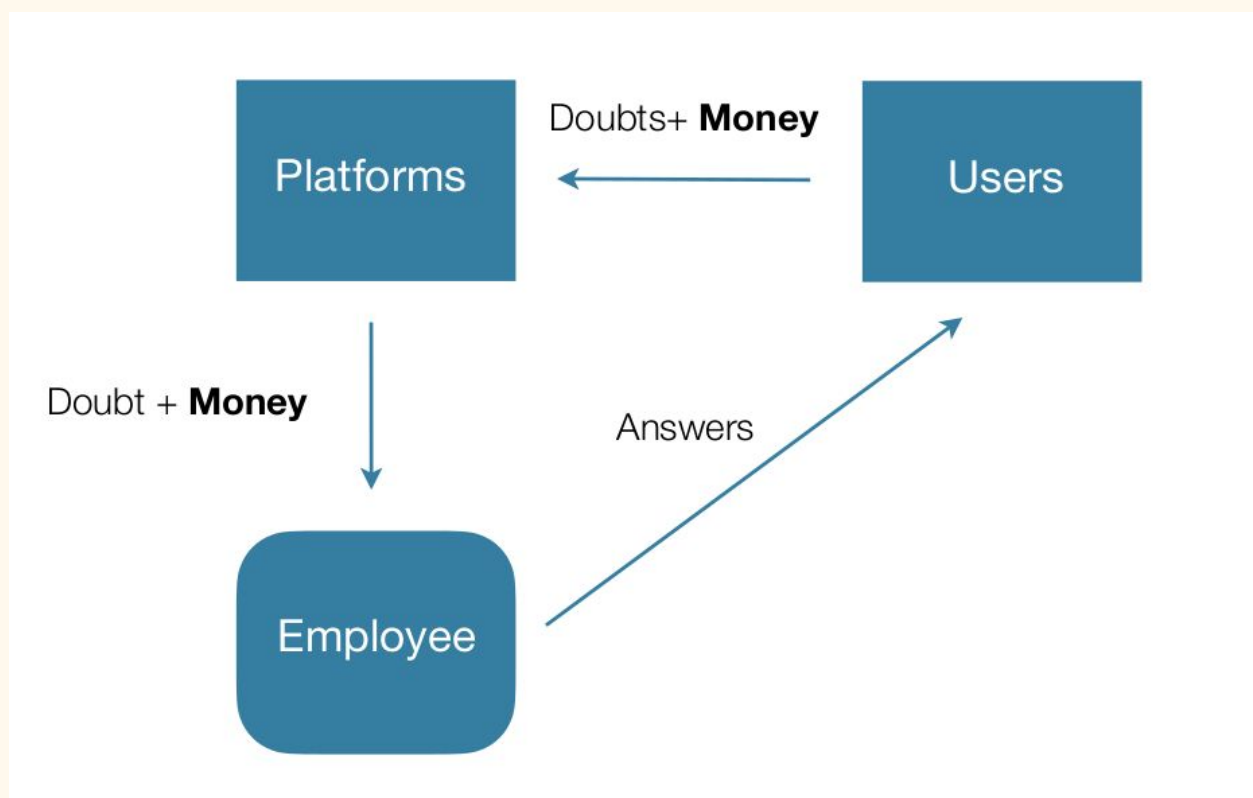 Doubts+ Money
Platforms
Users
Doubt + Money
Answers
Employee